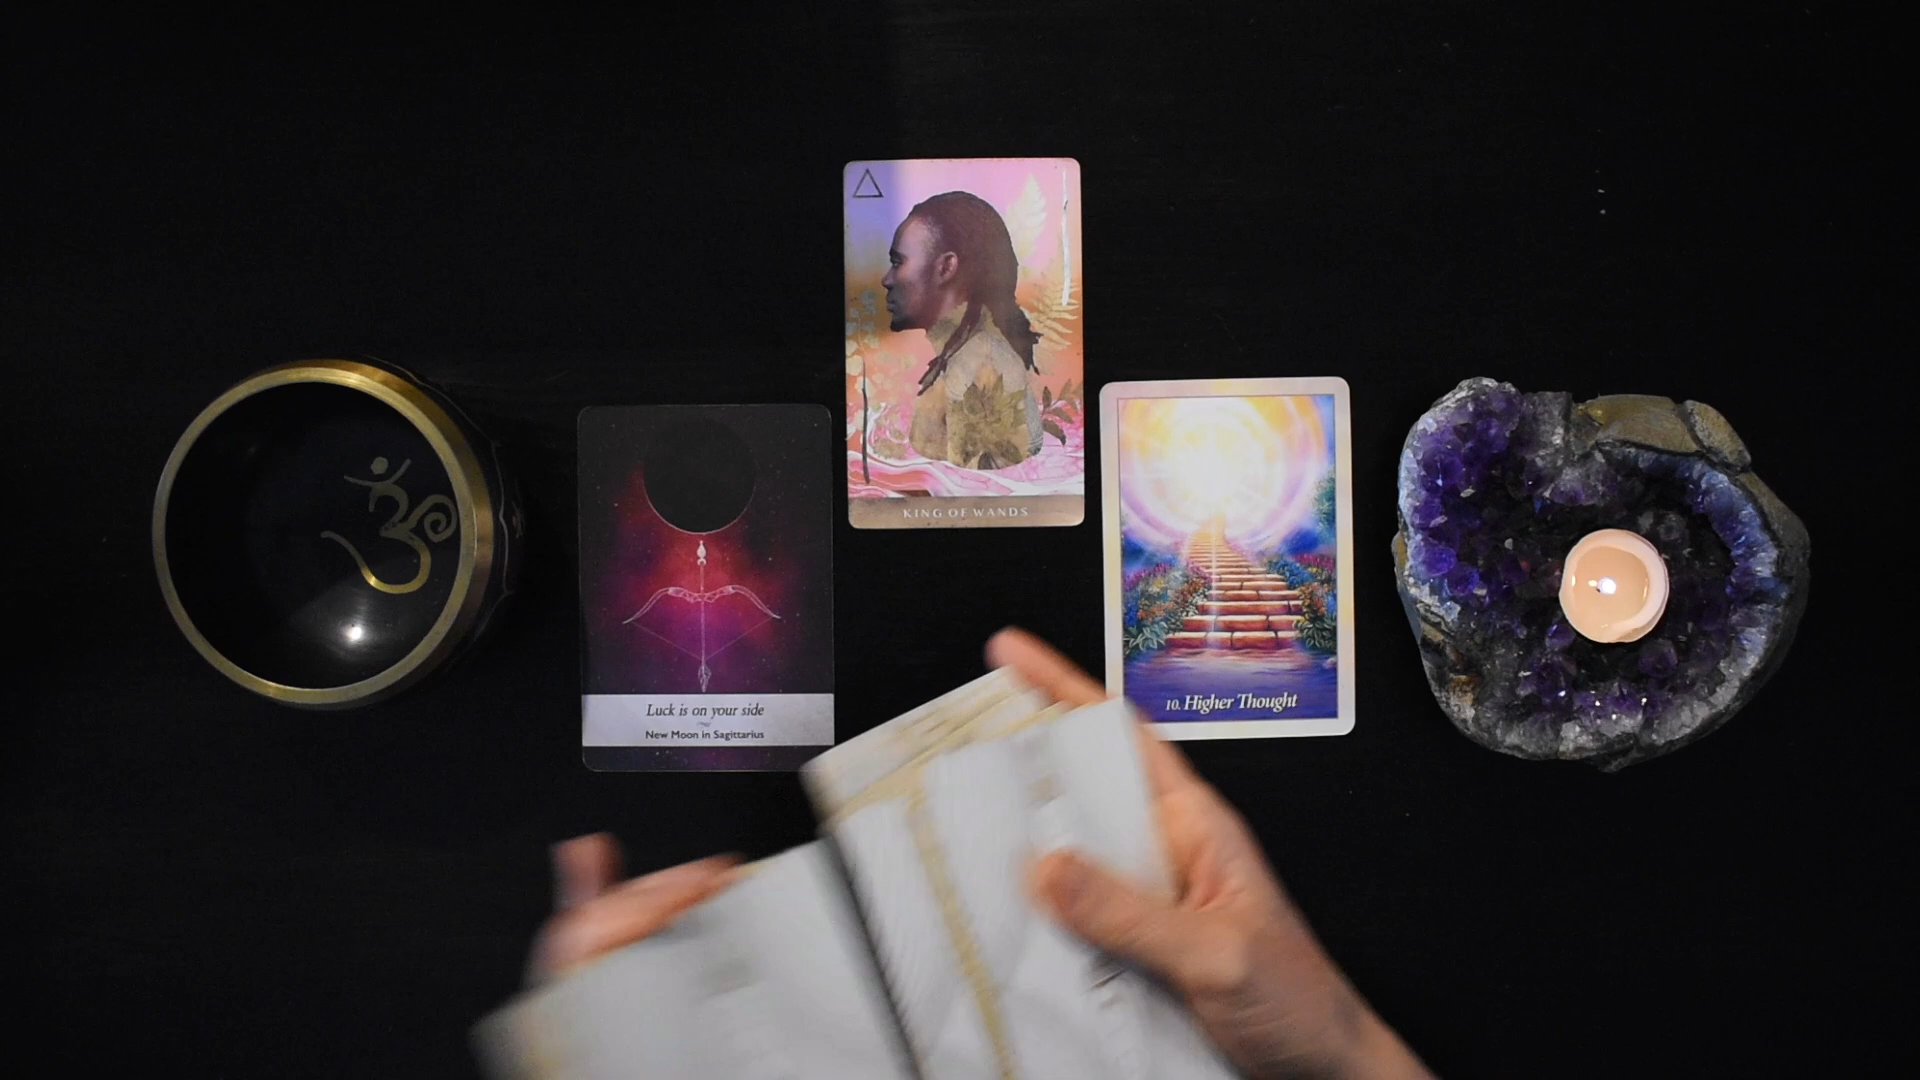 KING OF WANDS
Luck is on your side
New Moon in Sagittarius
10. Higher Thought
ॐ